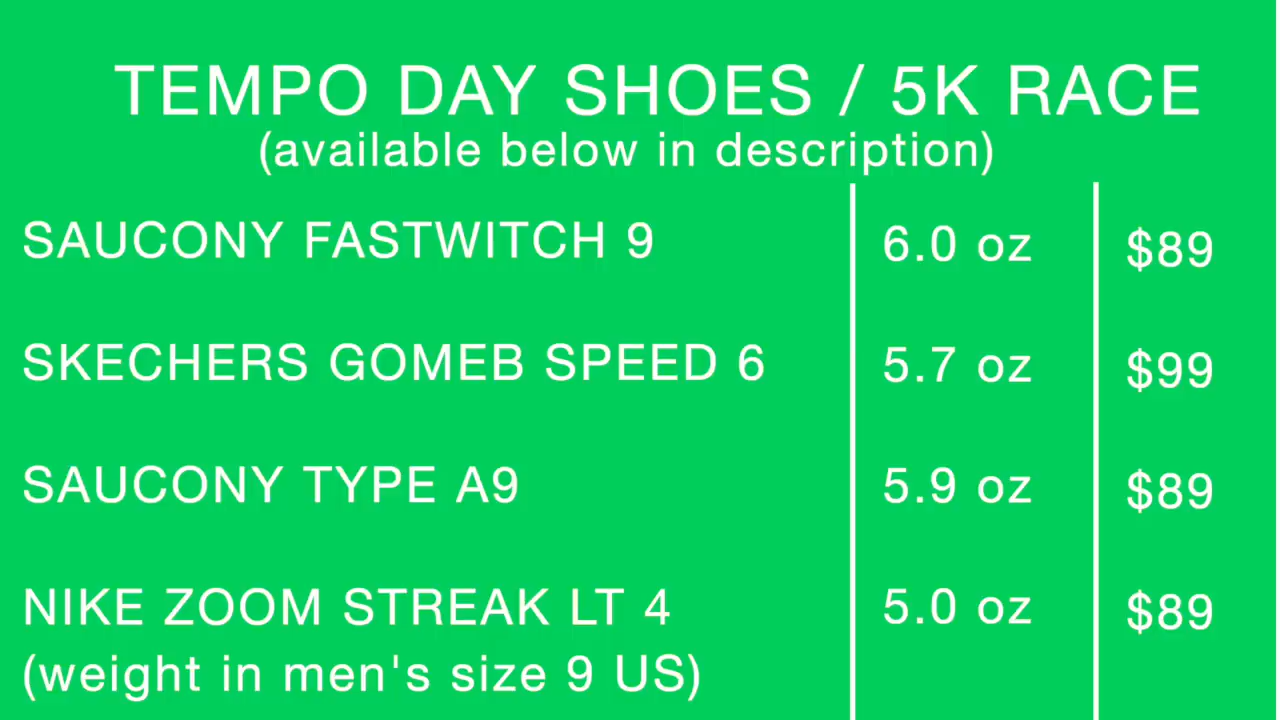 TEMPO DAY SHOES / 5K RACE
(available below in description)
SAUCONY FASTWITCH 9 6.0 oz $89
SKECHERS GOMEB SPEED 6 5.7 oz $99
SAUCONY TYPE A9 5.9 oz $89
NIKE ZOOM STREAK LT 4 5.0 oz $89
(weight in men's size 9 US)